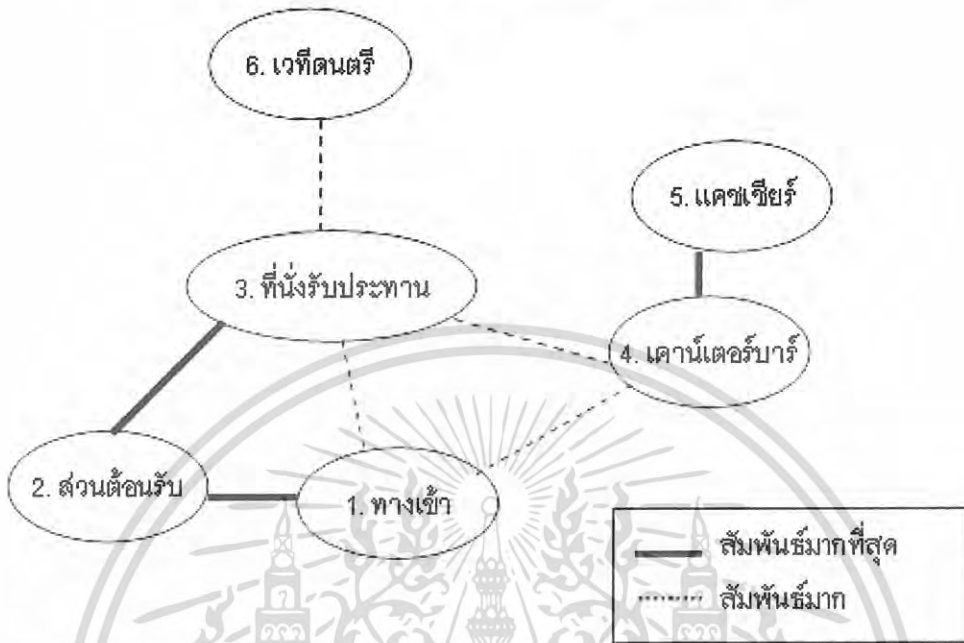 6. เวทีดนตรี
5. แคชเชียร์
3. ที่นั่งรับประทาน
4. เคาน์เตอร์บาร์
2. ส่วนต้อนรับ
1. ทางเข้า
สัมพันธ์มากที่สุด
สัมพันธ์มาก